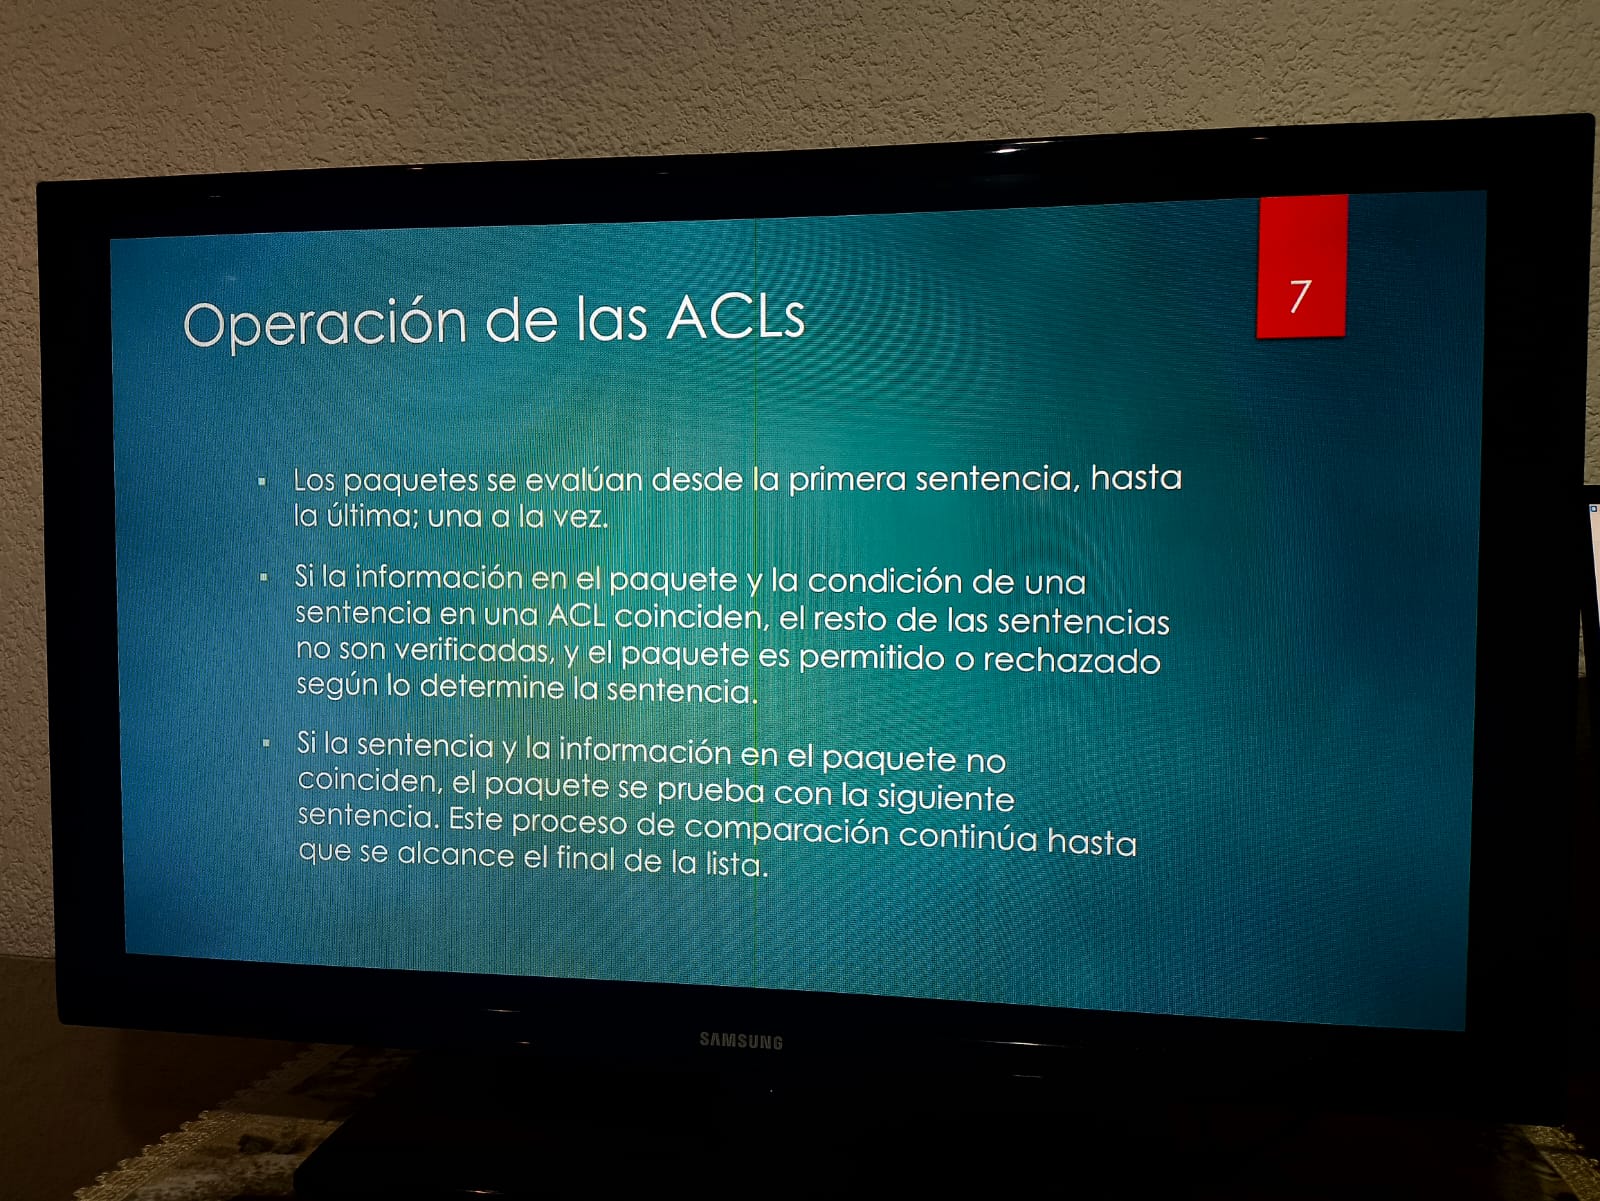 7
Operación de las ACLs
Los paquetes se evalúan desde la primera sentencia, hasta
la última; una a la vez.
Si la información en el paquete y la condición de una
sentencia en una ACL coinciden, el resto de las sentencias
no son verificadas, y el paquete es permitido o rechazado
según lo determine la sentencia.
Si la sentencia y la información en el paquete no
coinciden, el paquete se prueba con la siguiente
sentencia. Este proceso de comparación continúa hasta
que se alcance el final de la lista.
SAMSUNG